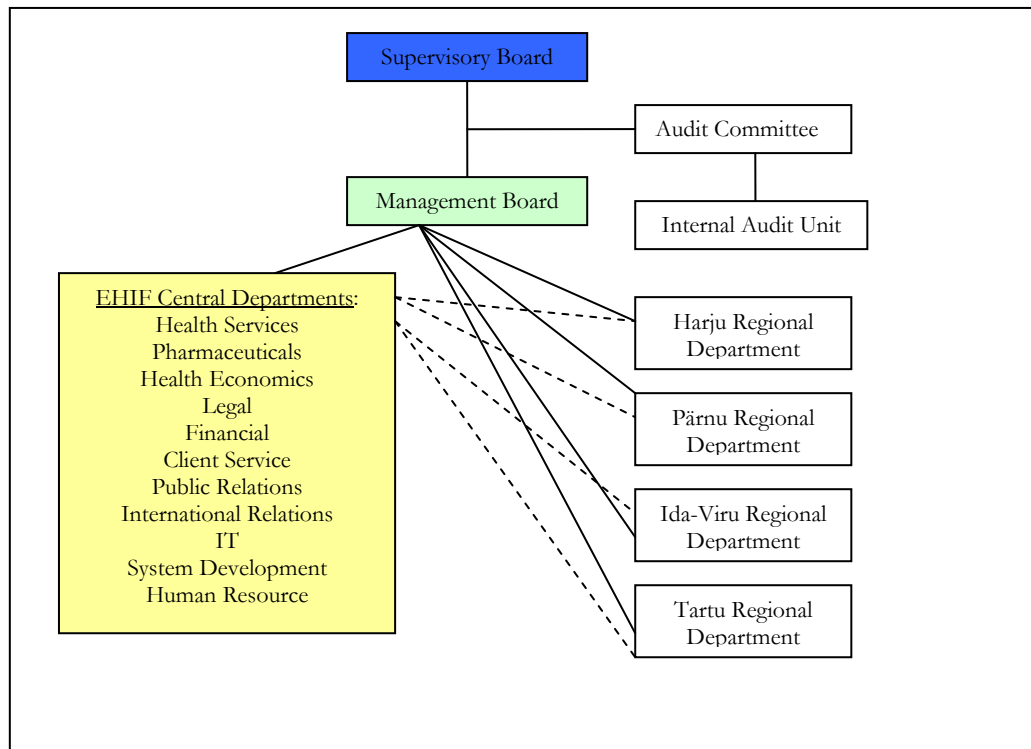 Supervisory Board
Audit Committee
Management Board
Internal Audit Unit
EHIF Central Departments:
Health Services
Pharmaceuticals
Health Economics
Legal
Financial
Client Service
Public Relations
International Relations
IT
System Development
Human Resource
Harju Regional
Department
Pärnu Regional
Department
Ida-Viru Regional
Department
Tartu Regional
Department